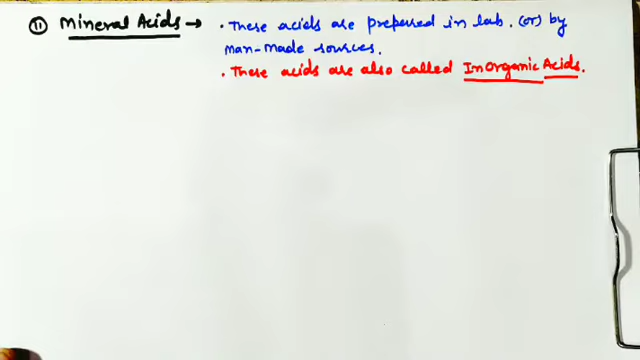 (ii) Mineral Acids → • These acids are prepared in lab. (or) by
man-made sources.
• These acids are also called InOrganic Acids.